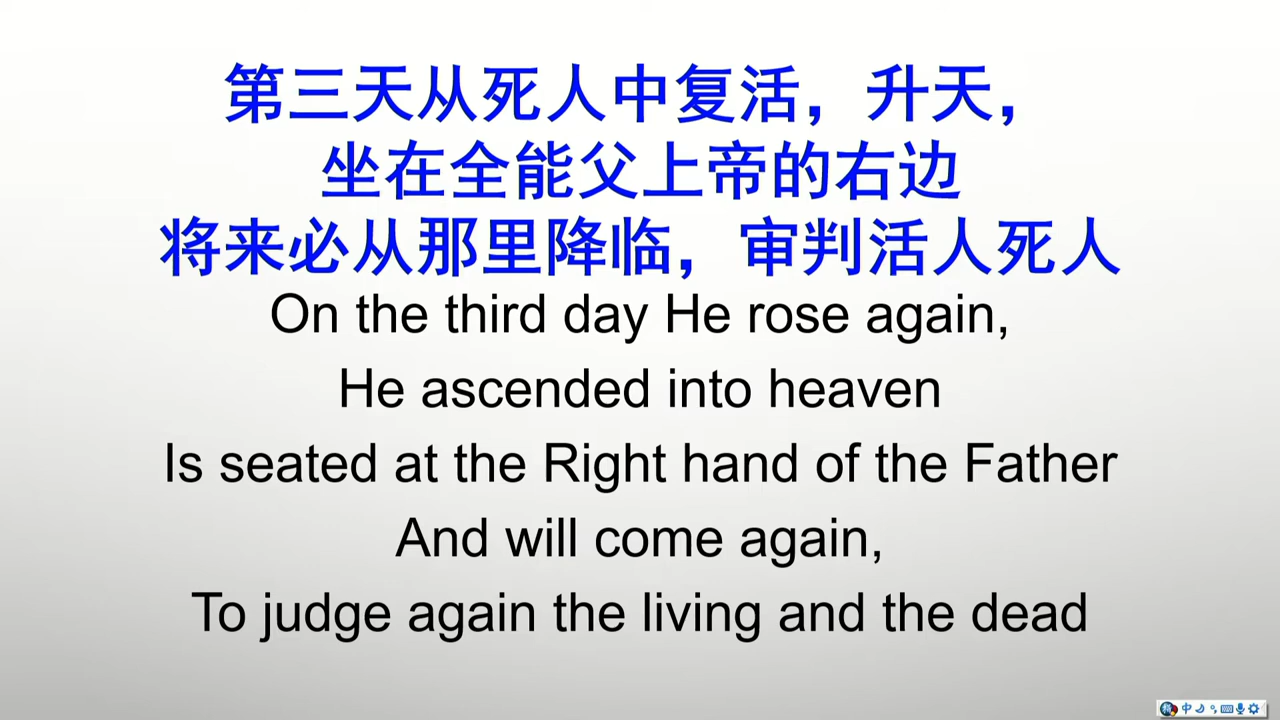 第三天从死人中复活，升天，
坐在全能父上帝的右边
将来必从那里降临，审判活人死人
On the third day He rose again,
He ascended into heaven
Is seated at the Right hand of the Father
And will come again,
To judge again the living and the dead
中